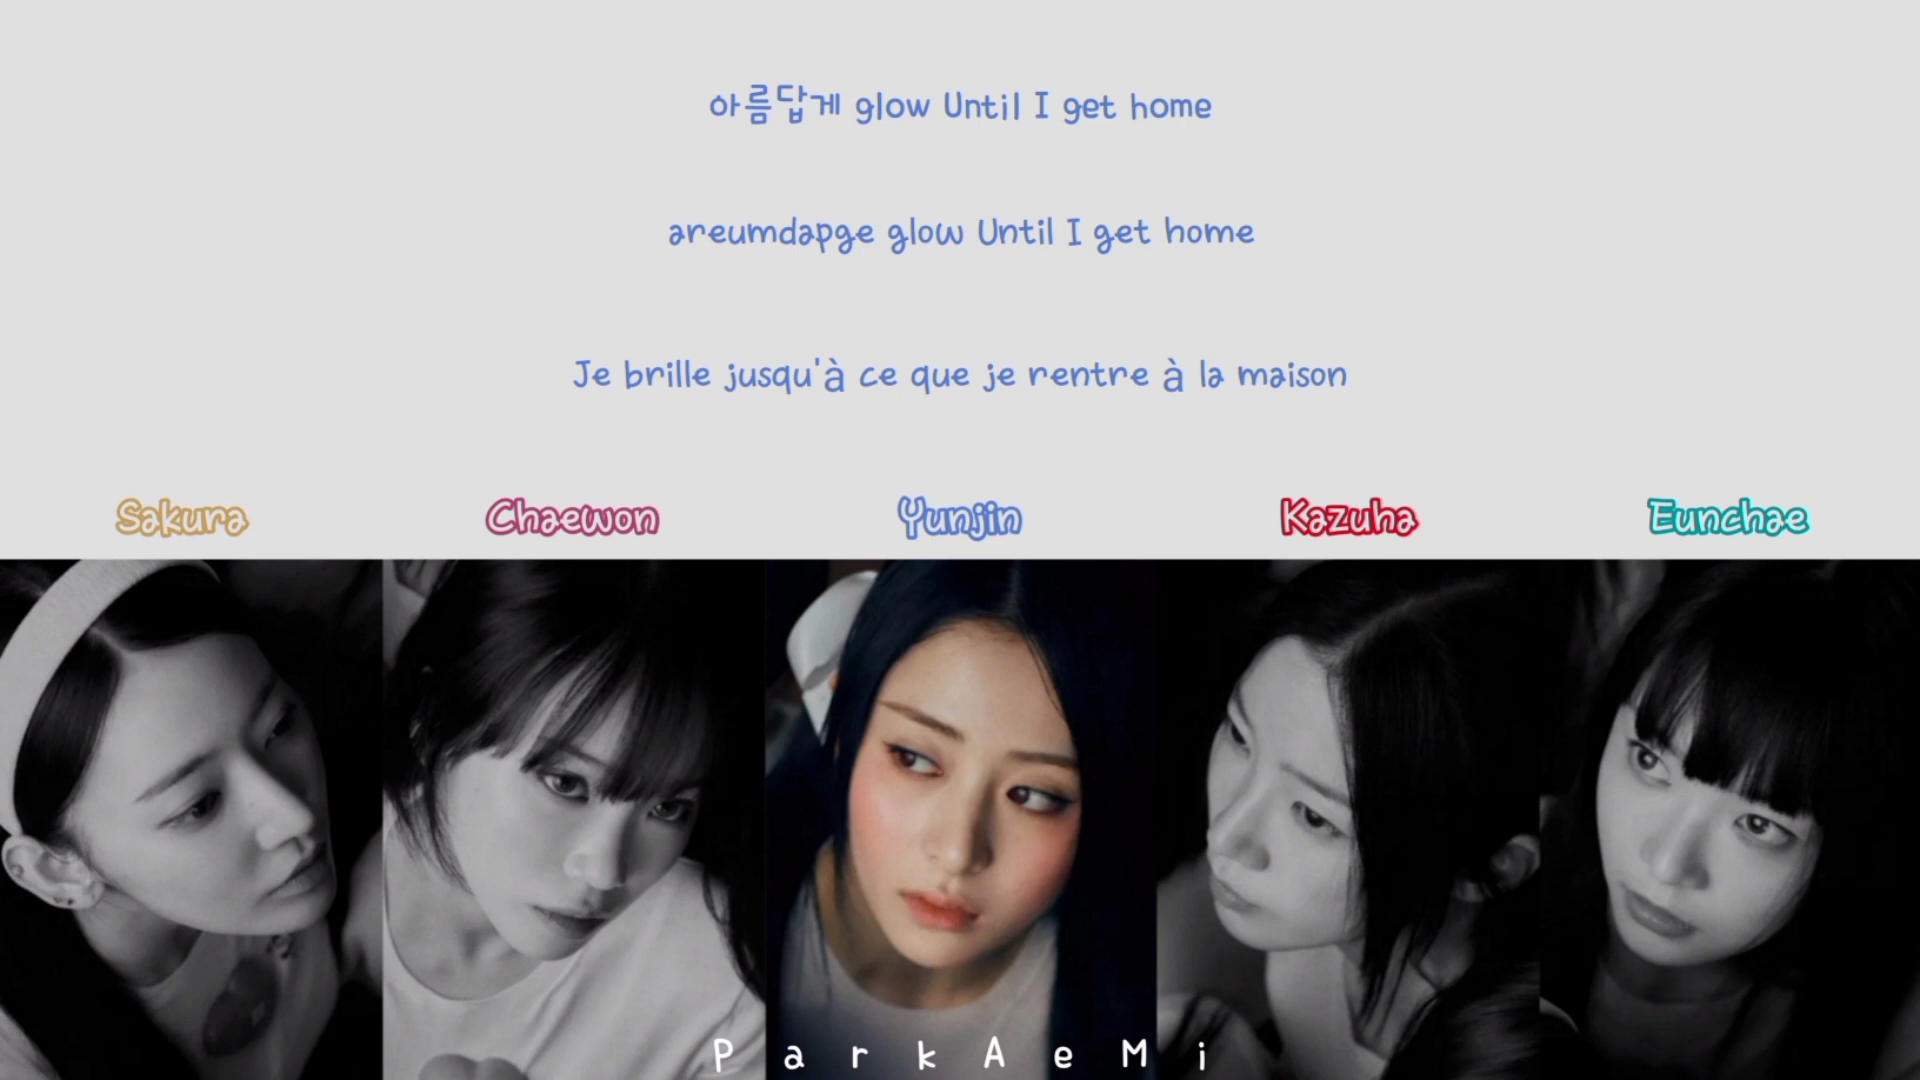 아름답게 glow Until I get home
areumdapge glow Until I get home
Je brille jusqu'à ce que je rentre à la maison
Sakura Chaewon Yunjin Kazuha Eunchae
ParkAeMi